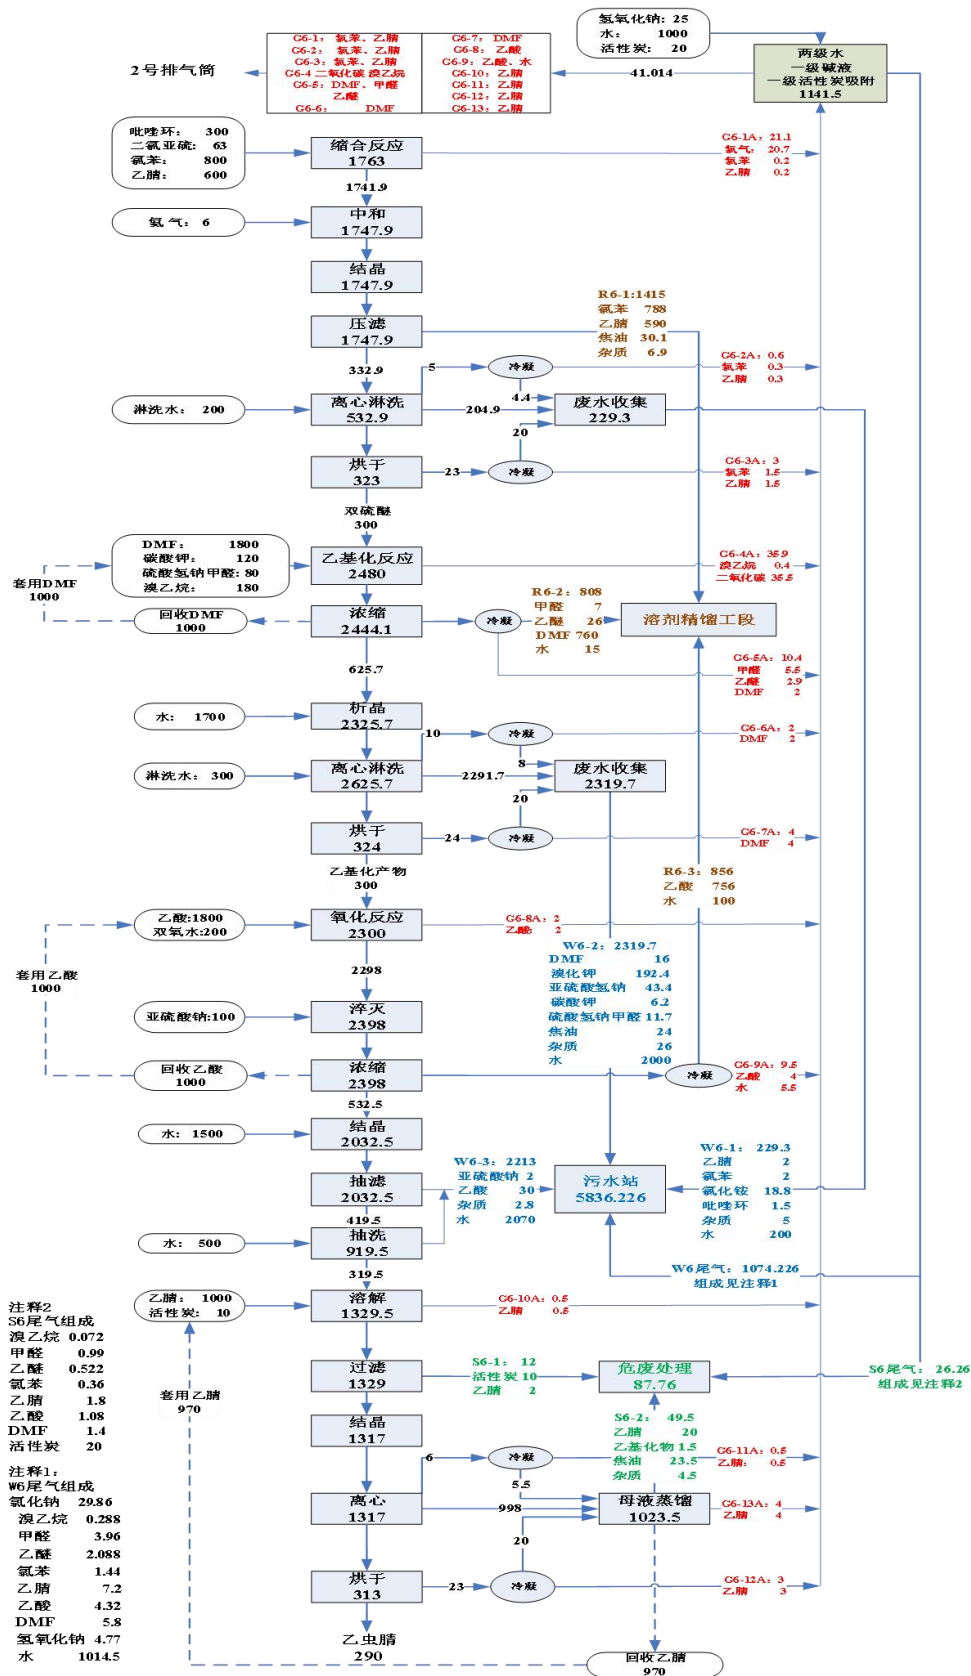 氢氧化钠: 25
水: 1000
活性炭: 20
两级水
一级碱液
一级活性炭吸附
1141.5
41.014
G6-1: 氯苯、乙腈
G6-2: 氯苯、乙腈
G6-3: 氯苯、乙腈
G6-4 二氧化碳 溴乙烷
G6-5: DMF、甲醛
乙醚
G6-6: DMF
G6-7: DMF
G6-8: 乙酸
G6-9: 乙酸、水
G6-10: 乙腈
G6-11: 乙腈
G6-12: 乙腈
G6-13: 乙腈
2号排气筒
吡唑环: 300
二氯亚硫: 63
氯苯: 800
乙腈: 600
缩合反应
1763
G6-1A: 21.1
氨气: 20.7
氯苯 0.2
乙腈 0.2
1741.9
氨气: 6
中和
1747.9
结晶
1747.9
压滤
1747.9
R6-1:1415
氯苯 788
乙腈 590
焦油 30.1
杂质 6.9
332.9
5
冷凝
G6-2A: 0.6
氯苯 0.3
乙腈 0.3
4.4
淋洗水: 200
离心淋洗
532.9
204.9
废水收集
229.3
20
烘干
323
23
冷凝
G6-3A: 3
氯苯 1.5
乙腈 1.5
双硫醚
300
DMF: 1800
碳酸钾: 120
硫酸氢钠甲醛: 80
溴乙烷: 180
乙基化反应
2480
G6-4A: 35.9
溴乙烷 0.4
二氧化碳 35.5
套用DMF
1000
回收DMF
1000
浓缩
2444.1
冷凝
R6-2: 808
甲醛 7
乙醚 26
DMF 760
水 15
溶剂精馏工段
G6-5A: 10.4
甲醛 5.5
乙醚 2.9
DMF 2
625.7
水: 1700
析晶
2325.7
10
冷凝
G6-6A: 2
DMF 2
8
淋洗水: 300
离心淋洗
2625.7
2291.7
废水收集
2319.7
20
烘干
324
24
冷凝
G6-7A: 4
DMF 4
乙基化产物
300
R6-3: 856
乙酸 756
水 100
乙酸:1800
双氧水:200
氧化反应
2300
G6-8A: 2
乙酸: 2
套用乙酸
1000
2298
W6-2: 2319.7
DMF 16
溴化钾 192.4
亚硫酸氢钠 43.4
碳酸钾 6.2
硫酸氢钠甲醛 11.7
焦油 24
杂质 26
水 2000
亚硫酸钠:100
淬灭
2398
回收乙酸
1000
浓缩
2398
冷凝
G6-9A: 9.5
乙酸 4
水 5.5
532.5
水: 1500
结晶
2032.5
抽滤
2032.5
W6-3: 2213
亚硫酸钠 2
乙酸 30
杂质 2.8
水 2070
污水站
5836.226
W6-1: 229.3
乙腈 2
氯苯 2
氯化铵 18.8
吡唑环 1.5
杂质 5
水 200
419.5
水: 500
抽洗
919.5
319.5
W6尾气: 1074.226
组成见注释1
乙腈: 1000
活性炭: 10
溶解
1329.5
G6-10A: 0.5
乙腈 0.5
注释2
S6尾气组成
溴乙烷 0.072
甲醛 0.99
乙醚 0.522
氯苯 0.36
乙腈 1.8
乙酸 1.08
DMF 1.4
活性炭 20
过滤
1329
S6-1: 12
活性炭 10
乙腈 2
危废处理
87.76
S6尾气: 26.26
组成见注释2
套用乙腈
970
结晶
1317
S6-2: 49.5
乙腈 20
乙基化物 1.5
焦油 23.5
杂质 4.5
6
冷凝
G6-11A: 0.5
乙腈: 0.5
5.5
注释1:
W6尾气组成
氯化钠 29.86
溴乙烷 0.288
甲醛 3.96
乙醚 2.088
氯苯 1.44
乙腈 7.2
乙酸 4.32
DMF 5.8
氢氧化钠 4.77
水 1014.5
离心
1317
998
母液蒸馏
1023.5
G6-13A: 4
乙腈 4
20
烘干
313
23
冷凝
G6-12A: 3
乙腈 3
乙虫腈
290
回收乙腈
970